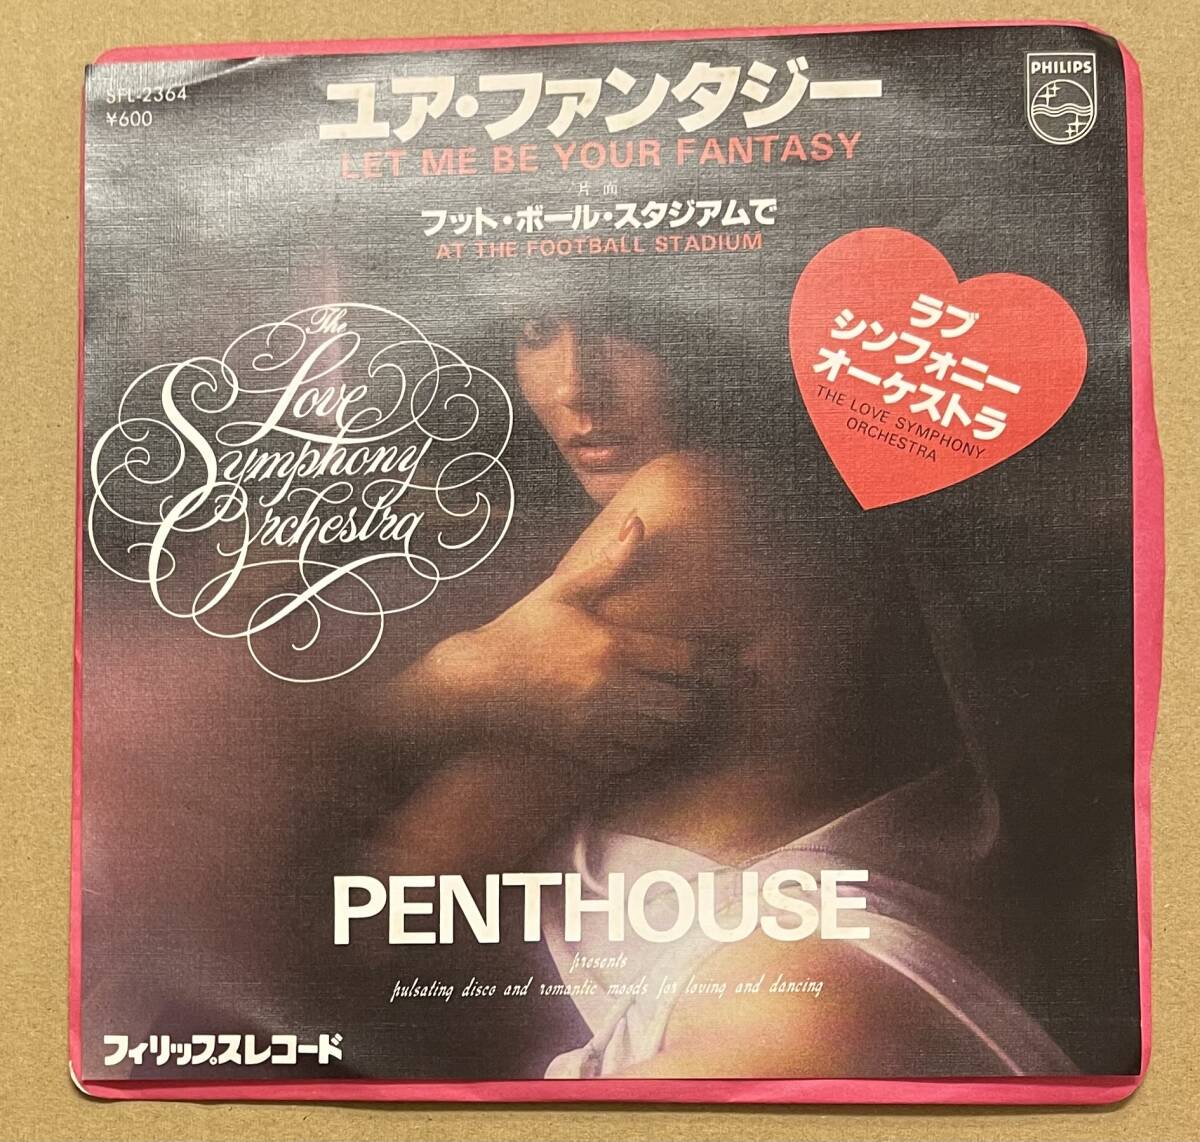 SFL-2364
¥600
ユア・ファンタジー
LET ME BE YOUR FANTASY
片面
フット・ボール・スタジアムで
AT THE FOOTBALL STADIUM
PHILIPS
ラブ
シンフォニー
オーケストラ
THE LOVE SYMPHONY
ORCHESTRA
The
Love
Symphony
Orchestra
PENTHOUSE
presents
pulsating disco and romantic moods for loving and dancing
フィリップスレコード